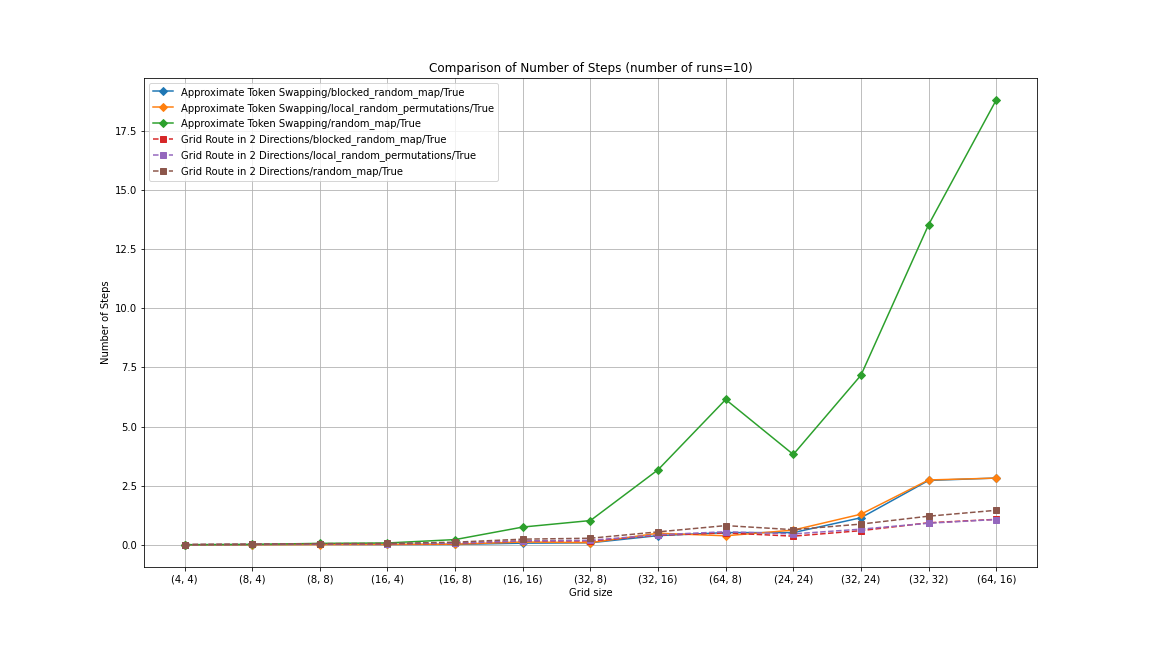 Comparison of Number of Steps (number of runs=10)
Approximate Token Swapping/blocked_random_map/True
Approximate Token Swapping/local_random_permutations/True
Approximate Token Swapping/random_map/True
Grid Route in 2 Directions/blocked_random_map/True
Grid Route in 2 Directions/local_random_permutations/True
Grid Route in 2 Directions/random_map/True
17.5
15.0
12.5
10.0
7.5
5.0
2.5
0.0
Number of Steps
(4, 4) (8, 4) (8, 8) (16, 4) (16, 8) (16, 16) (32, 8) (32, 16) (64, 8) (24, 24) (32, 24) (32, 32) (64, 16)
Grid size